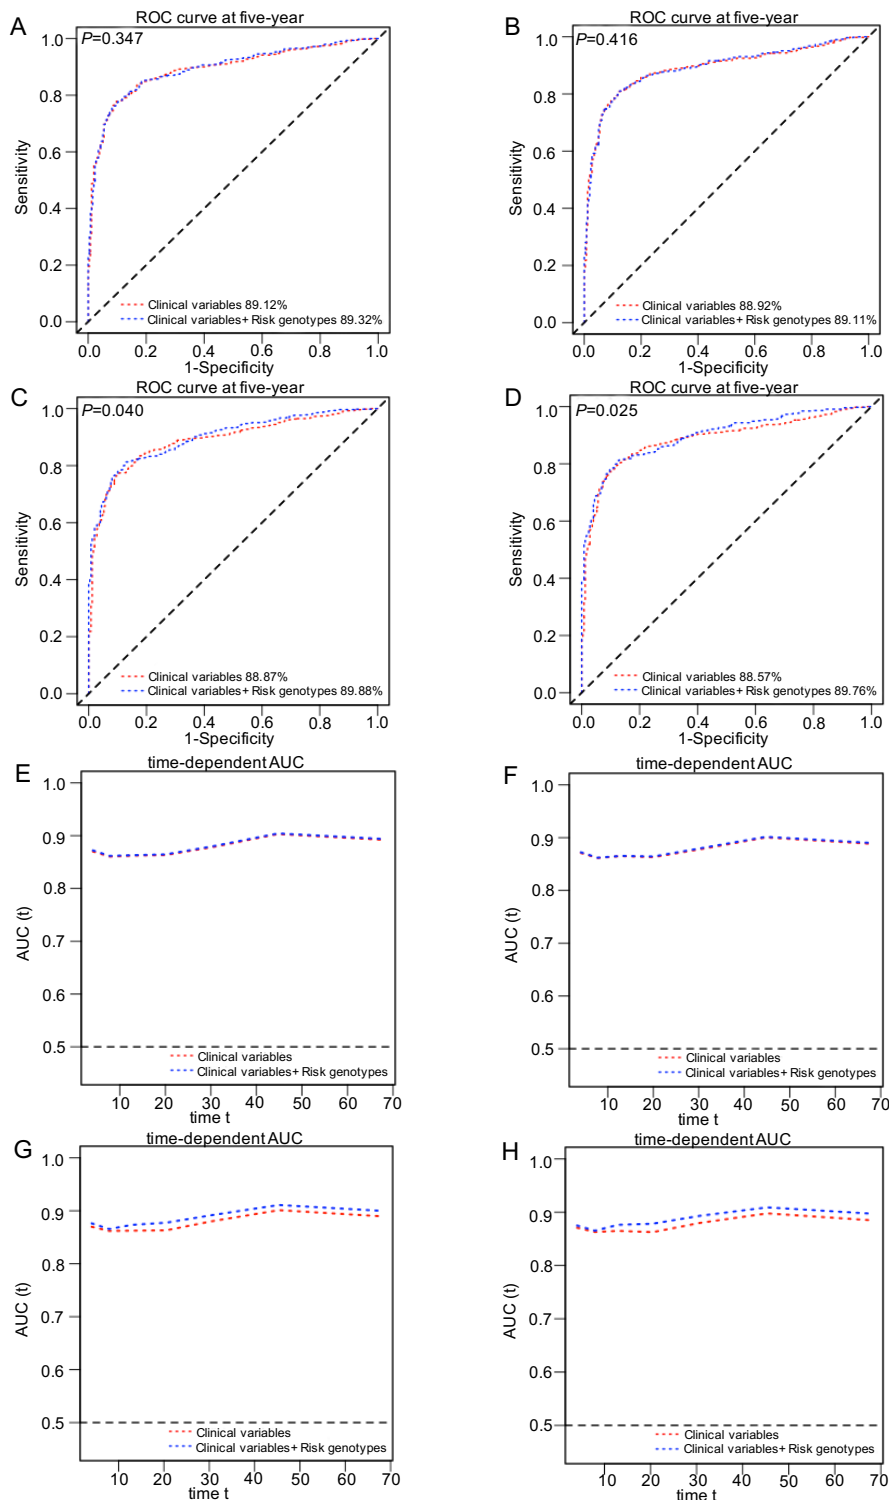 A
ROC curve at five-year
P=0.347
1.0
0.8
0.6
0.4
0.2
0.0
Sensitivity
Clinical variables 89.12%
Clinical variables+ Risk genotypes 89.32%
0.0 0.2 0.4 0.6 0.8 1.0
1-Specificity
B
ROC curve at five-year
P=0.416
1.0
0.8
0.6
0.4
0.2
0.0
Sensitivity
Clinical variables 88.92%
Clinical variables+ Risk genotypes 89.11%
0.0 0.2 0.4 0.6 0.8 1.0
1-Specificity
C
ROC curve at five-year
P=0.040
1.0
0.8
0.6
0.4
0.2
0.0
Sensitivity
Clinical variables 88.87%
Clinical variables+ Risk genotypes 89.88%
0.0 0.2 0.4 0.6 0.8 1.0
1-Specificity
D
ROC curve at five-year
P=0.025
1.0
0.8
0.6
0.4
0.2
0.0
Sensitivity
Clinical variables 88.57%
Clinical variables+ Risk genotypes 89.76%
0.0 0.2 0.4 0.6 0.8 1.0
1-Specificity
E
time-dependent AUC
1.0
0.9
0.8
0.7
0.6
0.5
AUC (t)
Clinical variables
Clinical variables+ Risk genotypes
10 20 30 40 50 60 70
time t
F
time-dependent AUC
1.0
0.9
0.8
0.7
0.6
0.5
AUC (t)
Clinical variables
Clinical variables+ Risk genotypes
10 20 30 40 50 60 70
time t
G
time-dependent AUC
1.0
0.9
0.8
0.7
0.6
0.5
AUC (t)
Clinical variables
Clinical variables+ Risk genotypes
10 20 30 40 50 60 70
time t
H
time-dependent AUC
1.0
0.9
0.8
0.7
0.6
0.5
AUC (t)
Clinical variables
Clinical variables+ Risk genotypes
10 20 30 40 50 60 70
time t